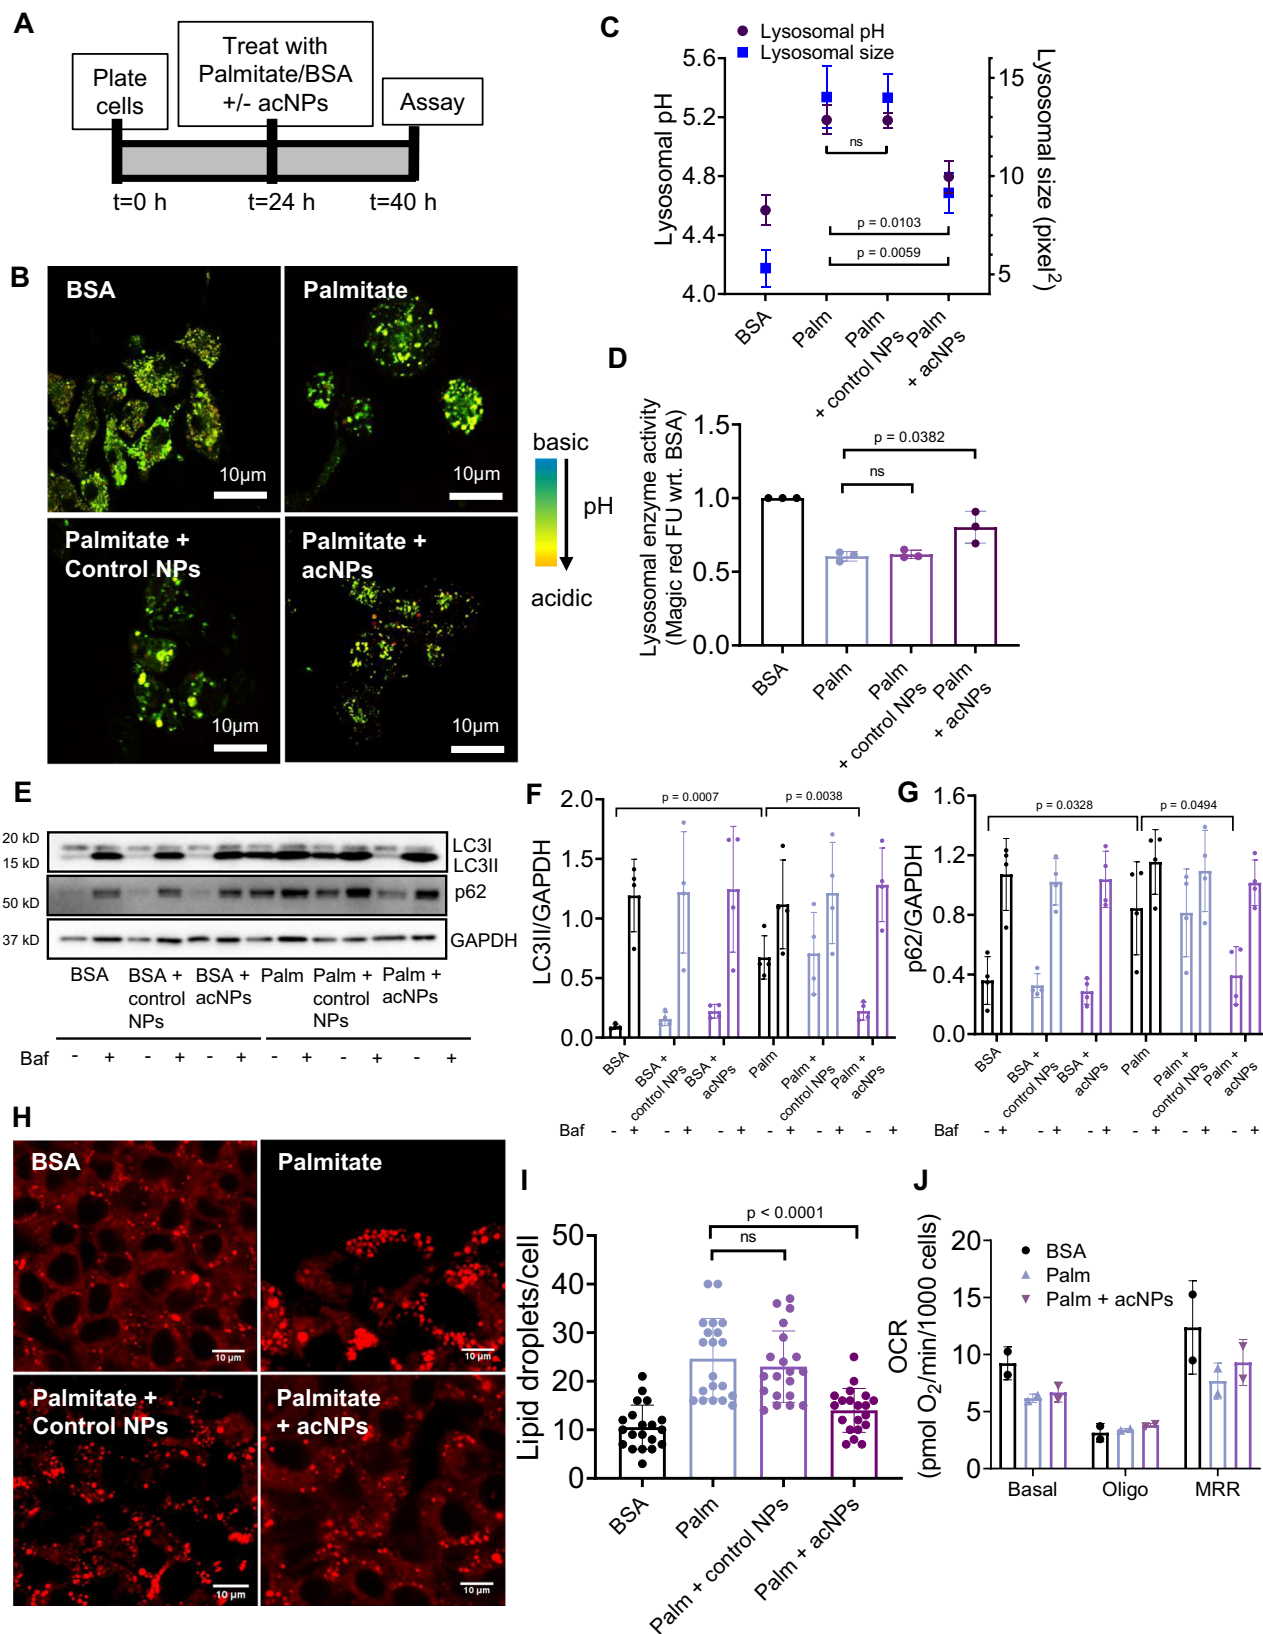 A
Plate
cells
Treat with
Palmitate/BSA
+/- acNPs
Assay
t=0 h
t=24 h
t=40 h
B
BSA
10µm
Palmitate
10µm
Palmitate +
Control NPs
10µm
Palmitate +
acNPs
10µm
basic
pH
acidic
C
Lysosomal pH
Lysosomal size
5.6
5.2
4.8
4.4
4.0
Lysosomal pH
15
10
5
Lysosomal size (pixel²)
ns
p = 0.0103
p = 0.0059
BSA
Palm
Palm
+ control NPs
Palm
+ acNPs
D
Lysosomal enzyme activity
(Magic red FU wrt. BSA)
1.5
1.0
0.5
0.0
p = 0.0382
ns
BSA
Palm
Palm
+ control NPs
Palm
+ acNPs
E
20 kD
15 kD
50 kD
37 kD
LC3I
LC3II
p62
GAPDH
BSA
BSA +
control
NPs
BSA +
acNPs
Palm
Palm +
control
NPs
Palm +
acNPs
Baf - + - + - + - + - + - +
F
LC3II/GAPDH
2.0
1.5
1.0
0.5
0.0
p = 0.0007
p = 0.0038
BSA
BSA +
control NPs
BSA +
acNPs
Palm
Palm +
control NPs
Palm +
acNPs
Baf - + - + - + - + - + - +
G
p62/GAPDH
1.6
1.2
0.8
0.4
0.0
p = 0.0328
p = 0.0494
BSA
BSA +
control NPs
BSA +
acNPs
Palm
Palm +
control NPs
Palm +
acNPs
Baf - + - + - + - + - + - +
H
BSA
10 µm
Palmitate
10 µm
Palmitate +
Control NPs
10 µm
Palmitate
+ acNPs
10 µm
I
Lipid droplets/cell
50
40
30
20
10
0
p < 0.0001
ns
BSA
Palm
Palm + control NPs
Palm + acNPs
J
OCR
(pmol O₂/min/1000 cells)
20
15
10
5
0
BSA
Palm
Palm + acNPs
Basal
Oligo
MRR